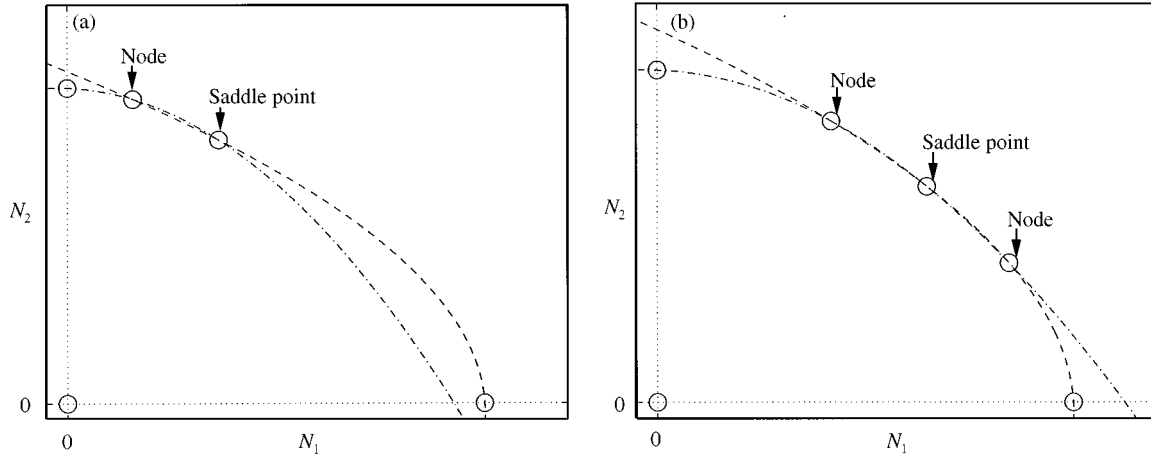 (a)
Node
Saddle point
N₂
0
0
N₁
(b)
Node
Saddle point
Node
N₂
0
0
N₁